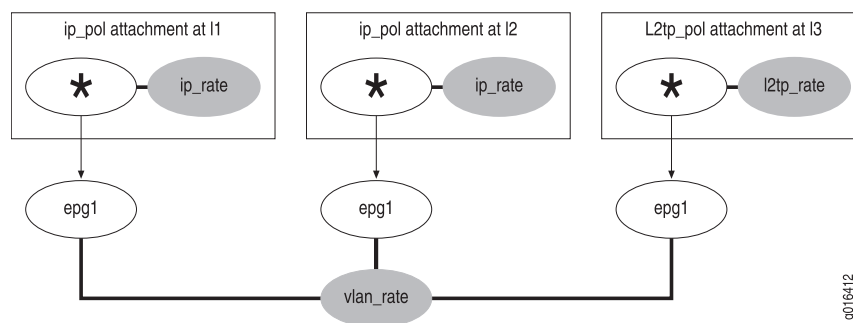 ip_pol attachment at l1
ip_pol attachment at l2
L2tp_pol attachment at l3
*
ip_rate
*
ip_rate
*
l2tp_rate
epg1
epg1
epg1
vlan_rate
g016412